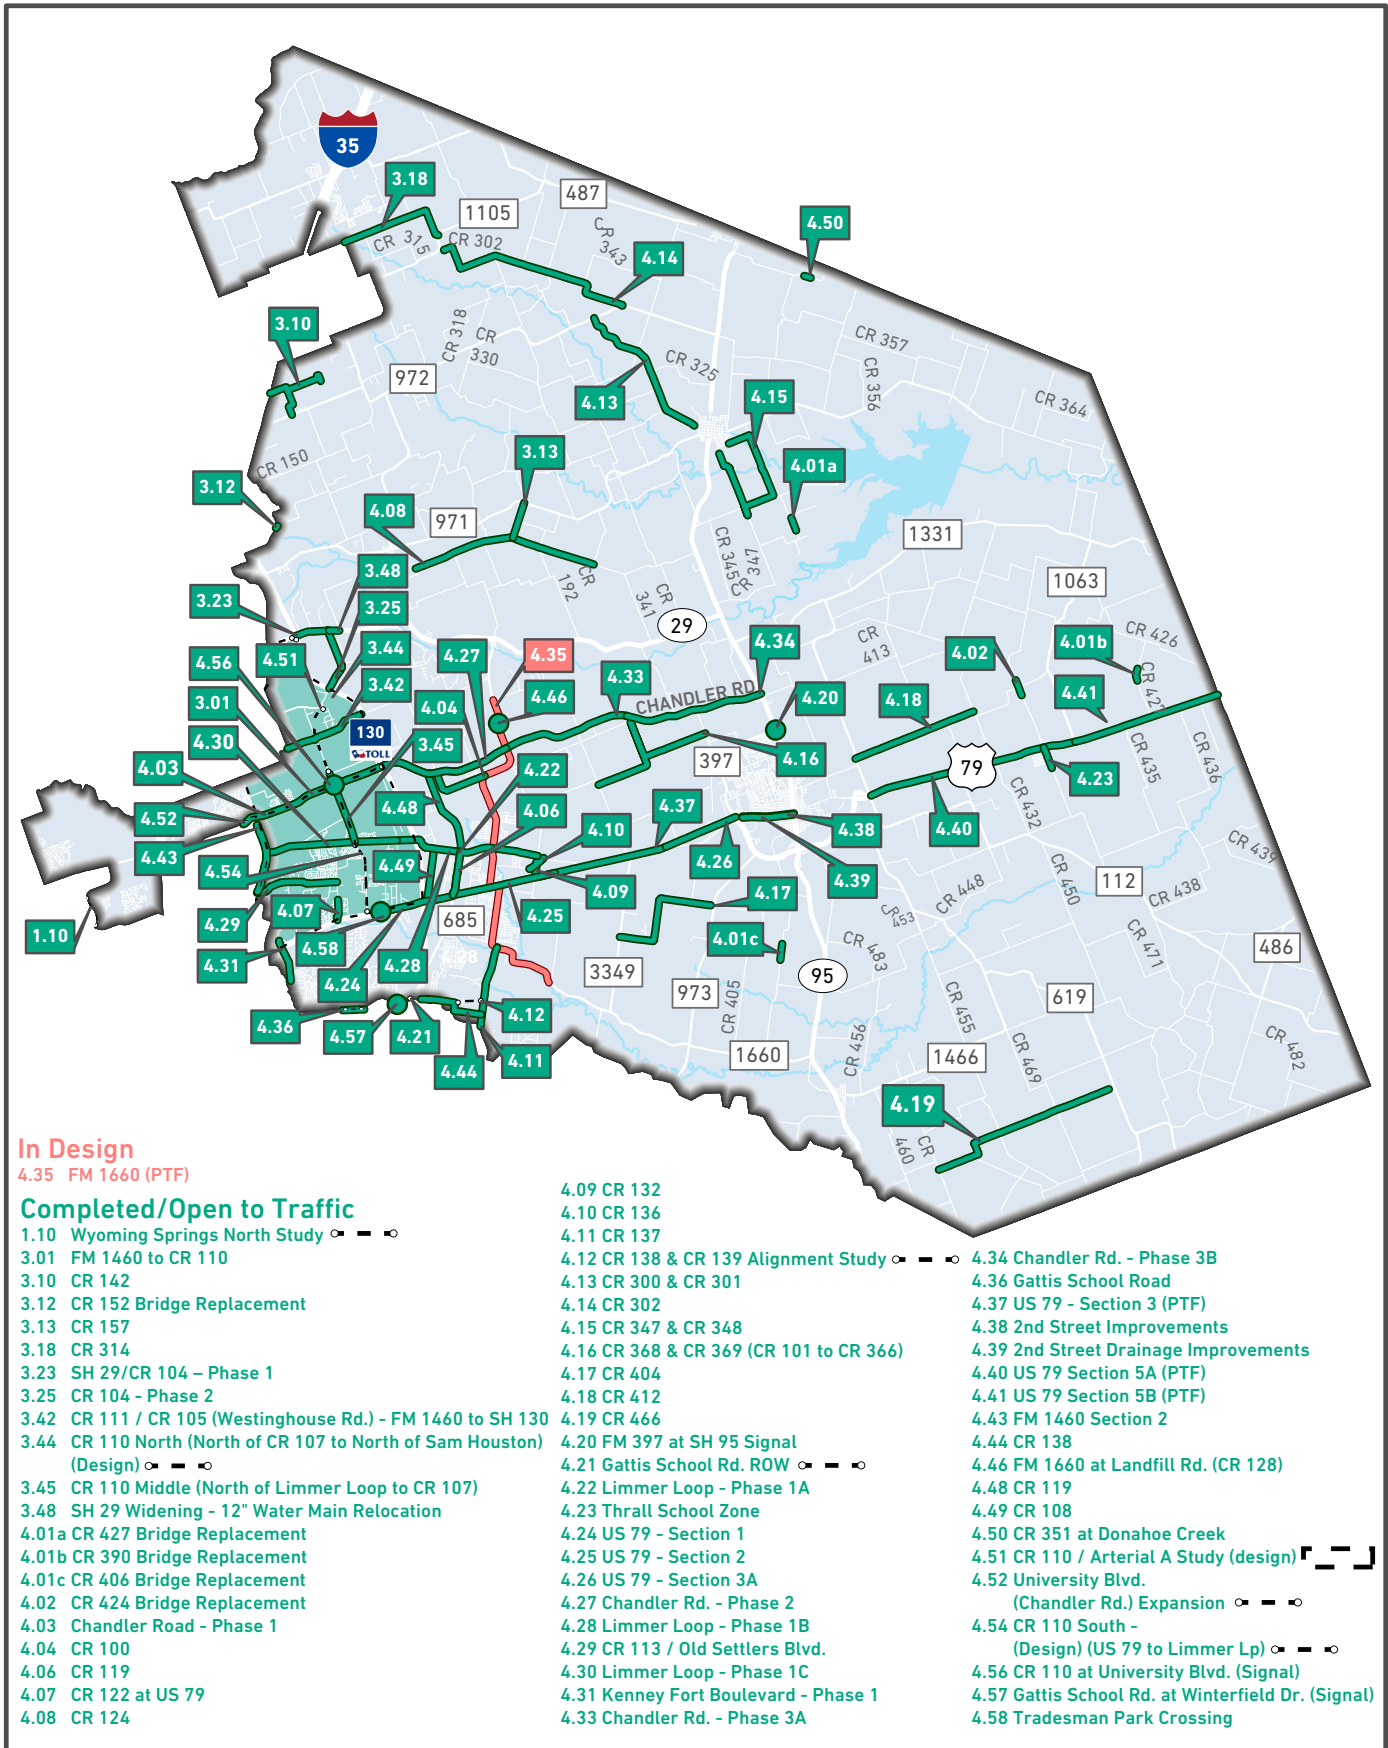 35
3.18
487
1105
CR 315
CR 302
CR 343
4.50
4.14
3.10
CR 318
CR 330
972
CR 325
4.13
CR 357
CR 356
CR 364
4.15
CR 150
3.12
3.13
4.01a
4.08
971
1331
CR 345
CR 347
3.48
CR 192
CR 341
29
1063
3.23
3.25
4.51
3.44
4.56
4.27
4.35
4.34
CR 413
4.02
4.01b
CR 426
CR 427
3.01
3.42
4.04
4.46
4.33
CHANDLER RD
4.20
4.18
4.41
4.30
130
TOLL
3.45
4.22
397
4.16
79
CR 435
CR 436
4.23
4.03
4.52
4.48
4.06
4.37
CR 432
4.43
4.10
4.38
4.40
4.54
4.49
4.26
4.39
CR 439
4.09
112
CR 450
CR 438
4.29
4.07
685
4.25
4.17
CR 448
CR 453
1.10
4.58
4.28
4.01c
CR 483
CR 471
486
4.31
4.24
4.28
3349
973
CR 405
95
CR 455
619
4.36
4.57
4.21
4.12
4.44
4.11
1660
CR 456
1466
CR 469
CR 482
4.19
CR 460
In Design
4.35 FM 1660 (PTF)
Completed/Open to Traffic
1.10 Wyoming Springs North Study
3.01 FM 1460 to CR 110
3.10 CR 142
3.12 CR 152 Bridge Replacement
3.13 CR 157
3.18 CR 314
3.23 SH 29/CR 104 – Phase 1
3.25 CR 104 - Phase 2
3.42 CR 111 / CR 105 (Westinghouse Rd.) - FM 1460 to SH 130
3.44 CR 110 North (North of CR 107 to North of Sam Houston)
(Design)
3.45 CR 110 Middle (North of Limmer Loop to CR 107)
3.48 SH 29 Widening - 12" Water Main Relocation
4.01a CR 427 Bridge Replacement
4.01b CR 390 Bridge Replacement
4.01c CR 406 Bridge Replacement
4.02 CR 424 Bridge Replacement
4.03 Chandler Road - Phase 1
4.04 CR 100
4.06 CR 119
4.07 CR 122 at US 79
4.08 CR 124
4.09 CR 132
4.10 CR 136
4.11 CR 137
4.12 CR 138 & CR 139 Alignment Study
4.13 CR 300 & CR 301
4.14 CR 302
4.15 CR 347 & CR 348
4.16 CR 368 & CR 369 (CR 101 to CR 366)
4.17 CR 404
4.18 CR 412
4.19 CR 466
4.20 FM 397 at SH 95 Signal
4.21 Gattis School Rd. ROW
4.22 Limmer Loop - Phase 1A
4.23 Thrall School Zone
4.24 US 79 - Section 1
4.25 US 79 - Section 2
4.26 US 79 - Section 3A
4.27 Chandler Rd. - Phase 2
4.28 Limmer Loop - Phase 1B
4.29 CR 113 / Old Settlers Blvd.
4.30 Limmer Loop - Phase 1C
4.31 Kenney Fort Boulevard - Phase 1
4.33 Chandler Rd. - Phase 3A
4.34 Chandler Rd. - Phase 3B
4.36 Gattis School Road
4.37 US 79 - Section 3 (PTF)
4.38 2nd Street Improvements
4.39 2nd Street Drainage Improvements
4.40 US 79 Section 5A (PTF)
4.41 US 79 Section 5B (PTF)
4.43 FM 1460 Section 2
4.44 CR 138
4.46 FM 1660 at Landfill Rd. (CR 128)
4.48 CR 119
4.49 CR 108
4.50 CR 351 at Donahoe Creek
4.51 CR 110 / Arterial A Study (design)
4.52 University Blvd.
(Chandler Rd.) Expansion
4.54 CR 110 South -
(Design) (US 79 to Limmer Lp)
4.56 CR 110 at University Blvd. (Signal)
4.57 Gattis School Rd. at Winterfield Dr. (Signal)
4.58 Tradesman Park Crossing